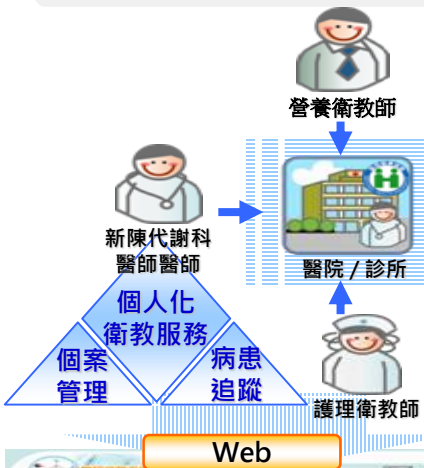 營養衛教師
新陳代謝科
醫師醫師
醫院 / 診所
個人化
衛教服務
個案
管理
病患
追蹤
護理衛教師
Web